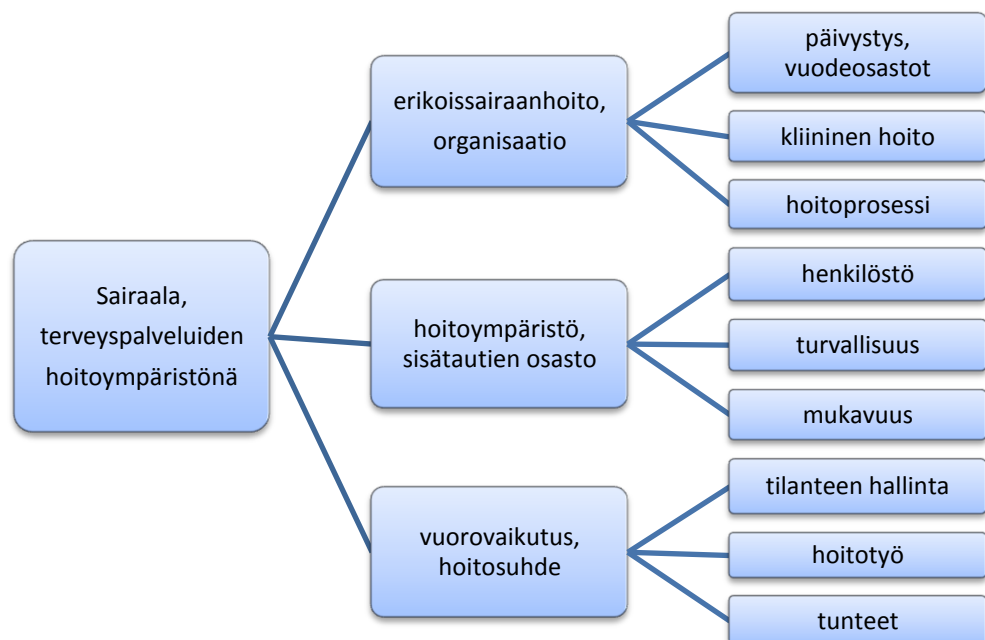 Sairaala,
terveyspalveluiden
hoitoympäristönä
erikoissairaanhoito,
organisaatio
päivystys,
vuodeosastot
kliininen hoito
hoitoprosessi
hoitoympäristö,
sisätautien osasto
henkilöstö
turvallisuus
mukavuus
vuorovaikutus,
hoitosuhde
tilanteen hallinta
hoitotyö
tunteet